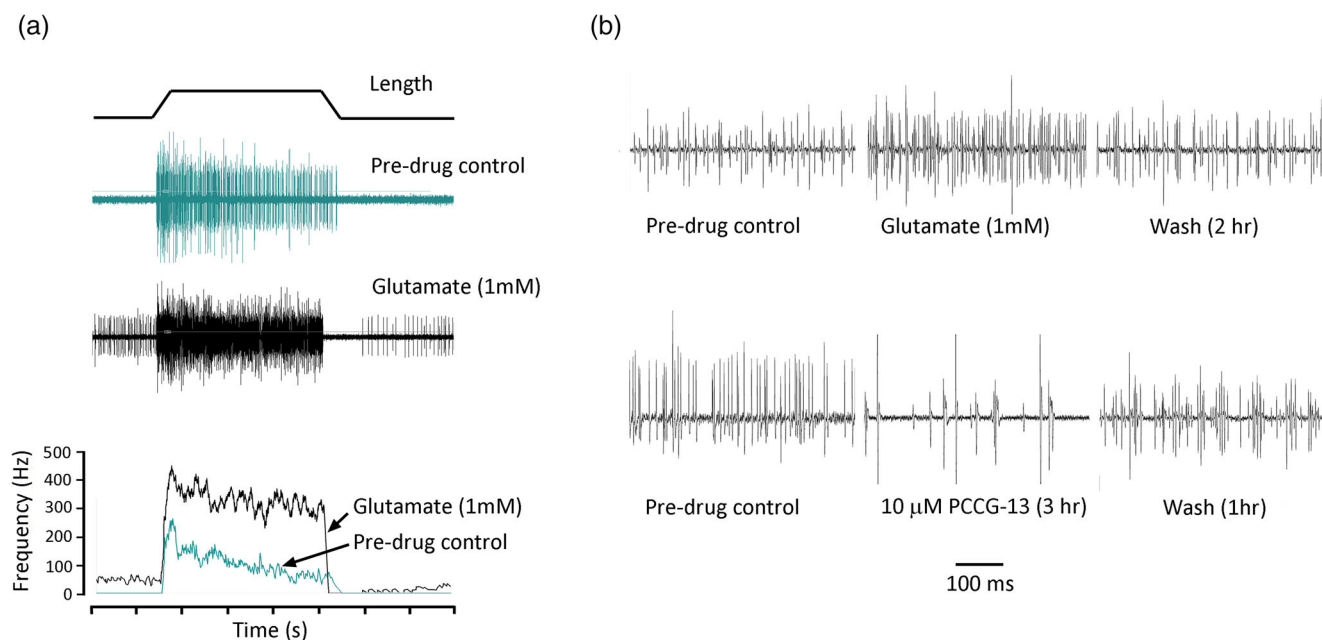 (a)
Length
Pre-drug control
Glutamate (1mM)
500
400
300
200
100
0
Frequency (Hz)
Glutamate (1mM)
Pre-drug control
Time (s)
(b)
Pre-drug control
Glutamate (1mM)
Wash (2 hr)
Pre-drug control
10 μM PCCG-13 (3 hr)
Wash (1hr)
100 ms